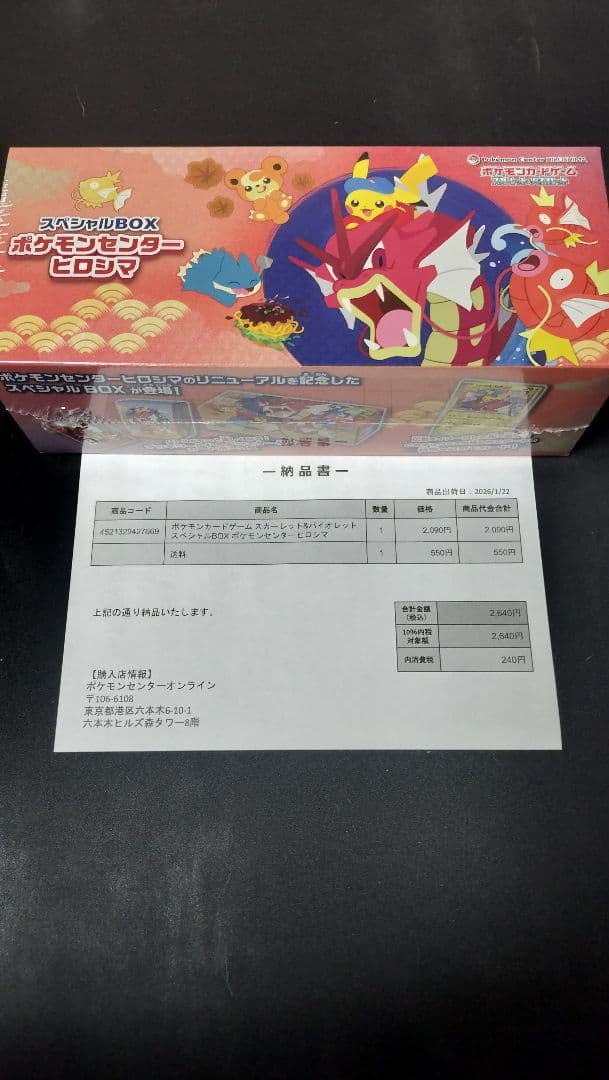 Pokémon Center HIROSHIMA
ポケモンカードゲーム
スペシャルBOX
ポケモンセンター
ヒロシマ
ポケモンセンターヒロシマのリニューアルを記念した
スペシャルBOXが登場！
ー納品書ー
商品出荷日：2026/1/22
商品コード 商品名 数量 価格 商品代金合計
4521329427669 ポケモンカードゲーム スカーレット&バイオレット スペシャルBOX ポケモンセンターヒロシマ 1 2,090円 2,090円
送料 1 550円 550円
上記の通り納品いたします。
合計金額(税込) 2,640円
10%内税対象額 2,640円
内消費税 240円
【購入店情報】
ポケモンセンターオンライン
〒106-6108
東京都港区六本木6-10-1
六本木ヒルズ森タワー8階